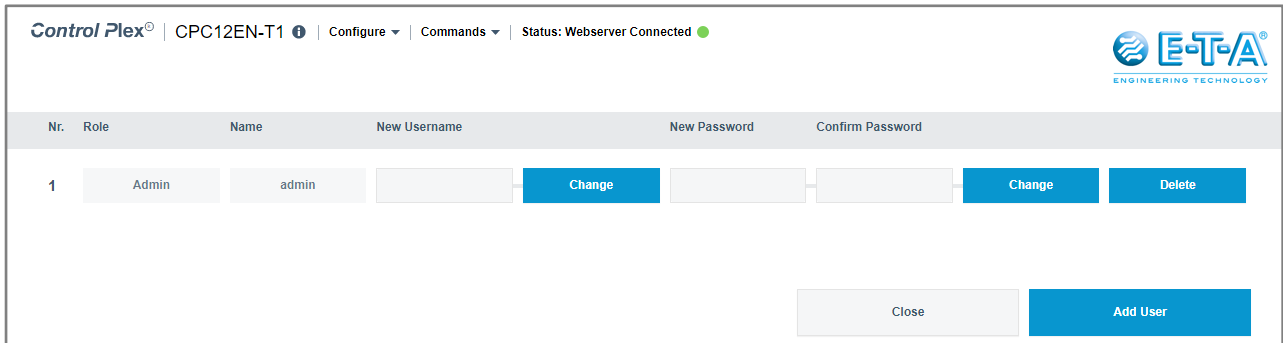 Control Plex® CPC12EN-T1 Configure Commands Status: Webserver Connected
E-T-A®
ENGINEERING TECHNOLOGY
Nr. Role Name New Username New Password Confirm Password
1 Admin admin Change Change Delete
Close Add User